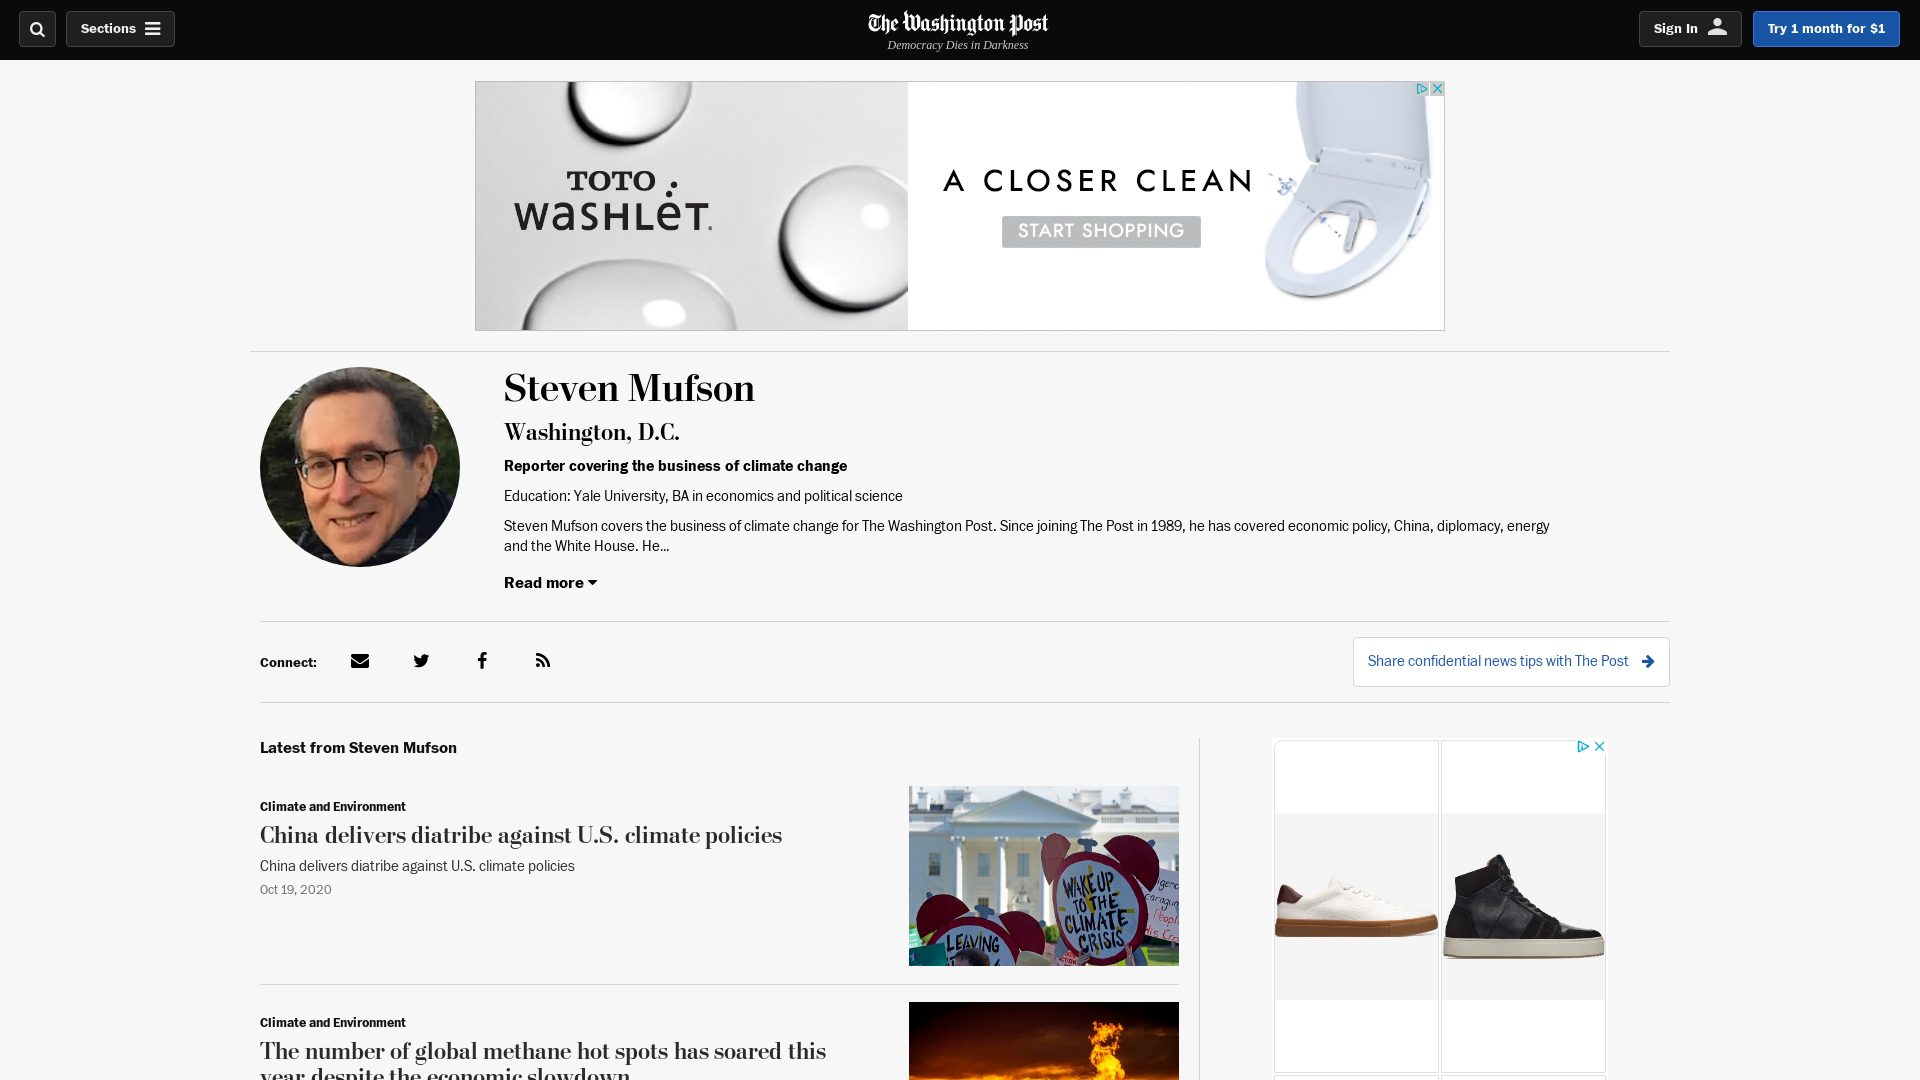 Sections
The Washington Post
Democracy Dies in Darkness
Sign In
Try 1 month for $1
TOTO
WASHLET
A CLOSER CLEAN
START SHOPPING
Steven Mufson
Washington, D.C.
Reporter covering the business of climate change
Education: Yale University, BA in economics and political science
Steven Mufson covers the business of climate change for The Washington Post. Since joining The Post in 1989, he has covered economic policy, China, diplomacy, energy
and the White House. He...
Read more
Connect:
Share confidential news tips with The Post
Latest from Steven Mufson
Climate and Environment
China delivers diatribe against U.S. climate policies
China delivers diatribe against U.S. climate policies
Oct 19, 2020
WAKE UP
TO THE
CLIMATE
CRISIS
LEAVING
Climate and Environment
The number of global methane hot spots has soared this
year despite the economic slowdown